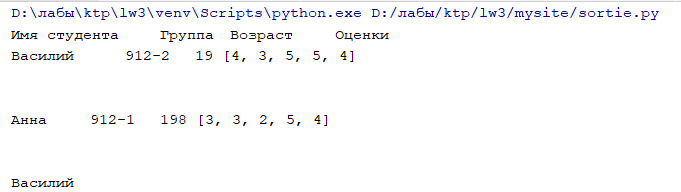 D:\лабы\ktp\lw3\venv\Scripts\python.exe D:/лабы/ktp/lw3/mysite/sortie.py
Имя студента     Группа  Возраст     Оценки
Василий      912-2   19 [4, 3, 5, 5, 4]
Анна     912-1   198 [3, 3, 2, 5, 4]
Василий